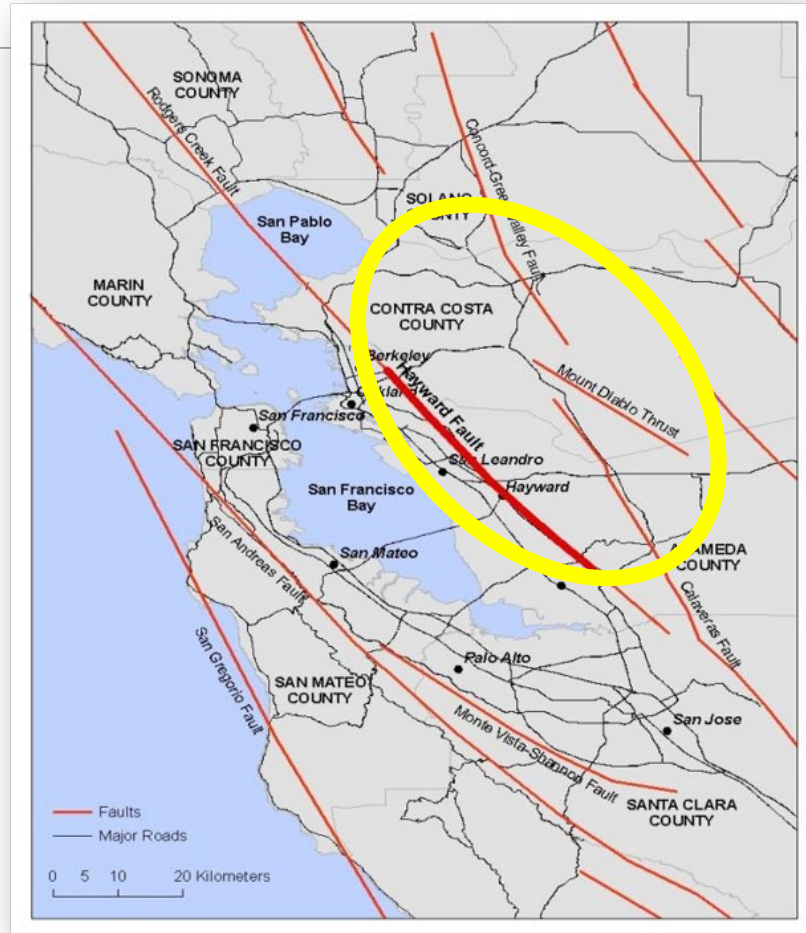 SONOMA
COUNTY
Rodgers Creek Fault
Concord-Green Valley Fault
SOLANO
COUNTY
San Pablo
Bay
MARIN
COUNTY
CONTRA COSTA
COUNTY
Berkeley
Hayward Fault
Mount Diablo Thrust
San Francisco
SAN FRANCISCO
COUNTY
San Leandro
Hayward
San Francisco
Bay
San Andreas Fault
San Mateo
ALAMEDA
COUNTY
Calaveras Fault
San Gregorio Fault
Palo Alto
SAN MATEO
COUNTY
Monte Vista-Shannon Fault
San Jose
SANTA CLARA
COUNTY
Faults
Major Roads
0 5 10 20 Kilometers